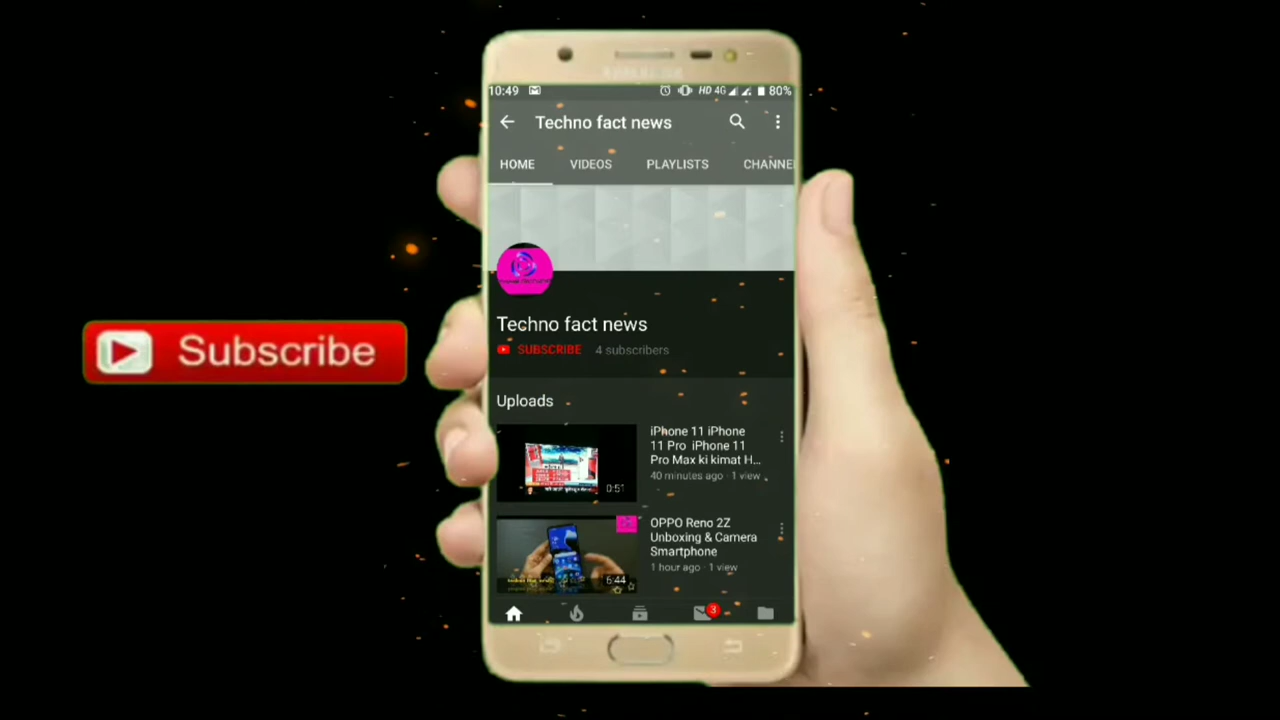 10:49 HD 4G 80%
Techno fact news
HOME VIDEOS PLAYLISTS CHANNE
Techno fact news
SUBSCRIBE 4 subscribers
Subscribe
Uploads
iPhone 11 iPhone
11 Pro iPhone 11
Pro Max ki kimat H...
40 minutes ago · 1 view
0:51
OPPO Reno 2Z
Unboxing & Camera
Smartphone
1 hour ago · 1 view
6:44
3